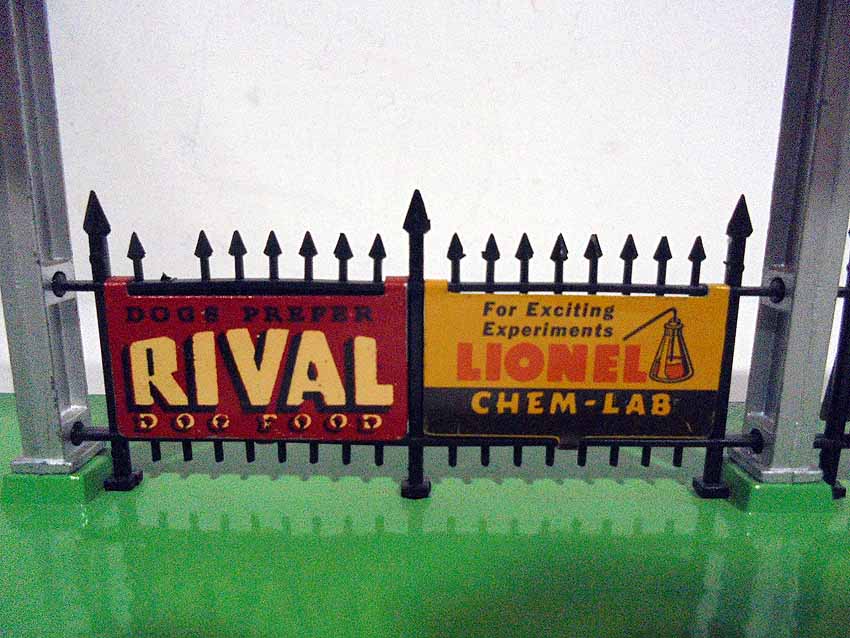 DOGS PREFER
RIVAL
DOG FOOD
For Exciting
Experiments
LIONEL
CHEM-LAB